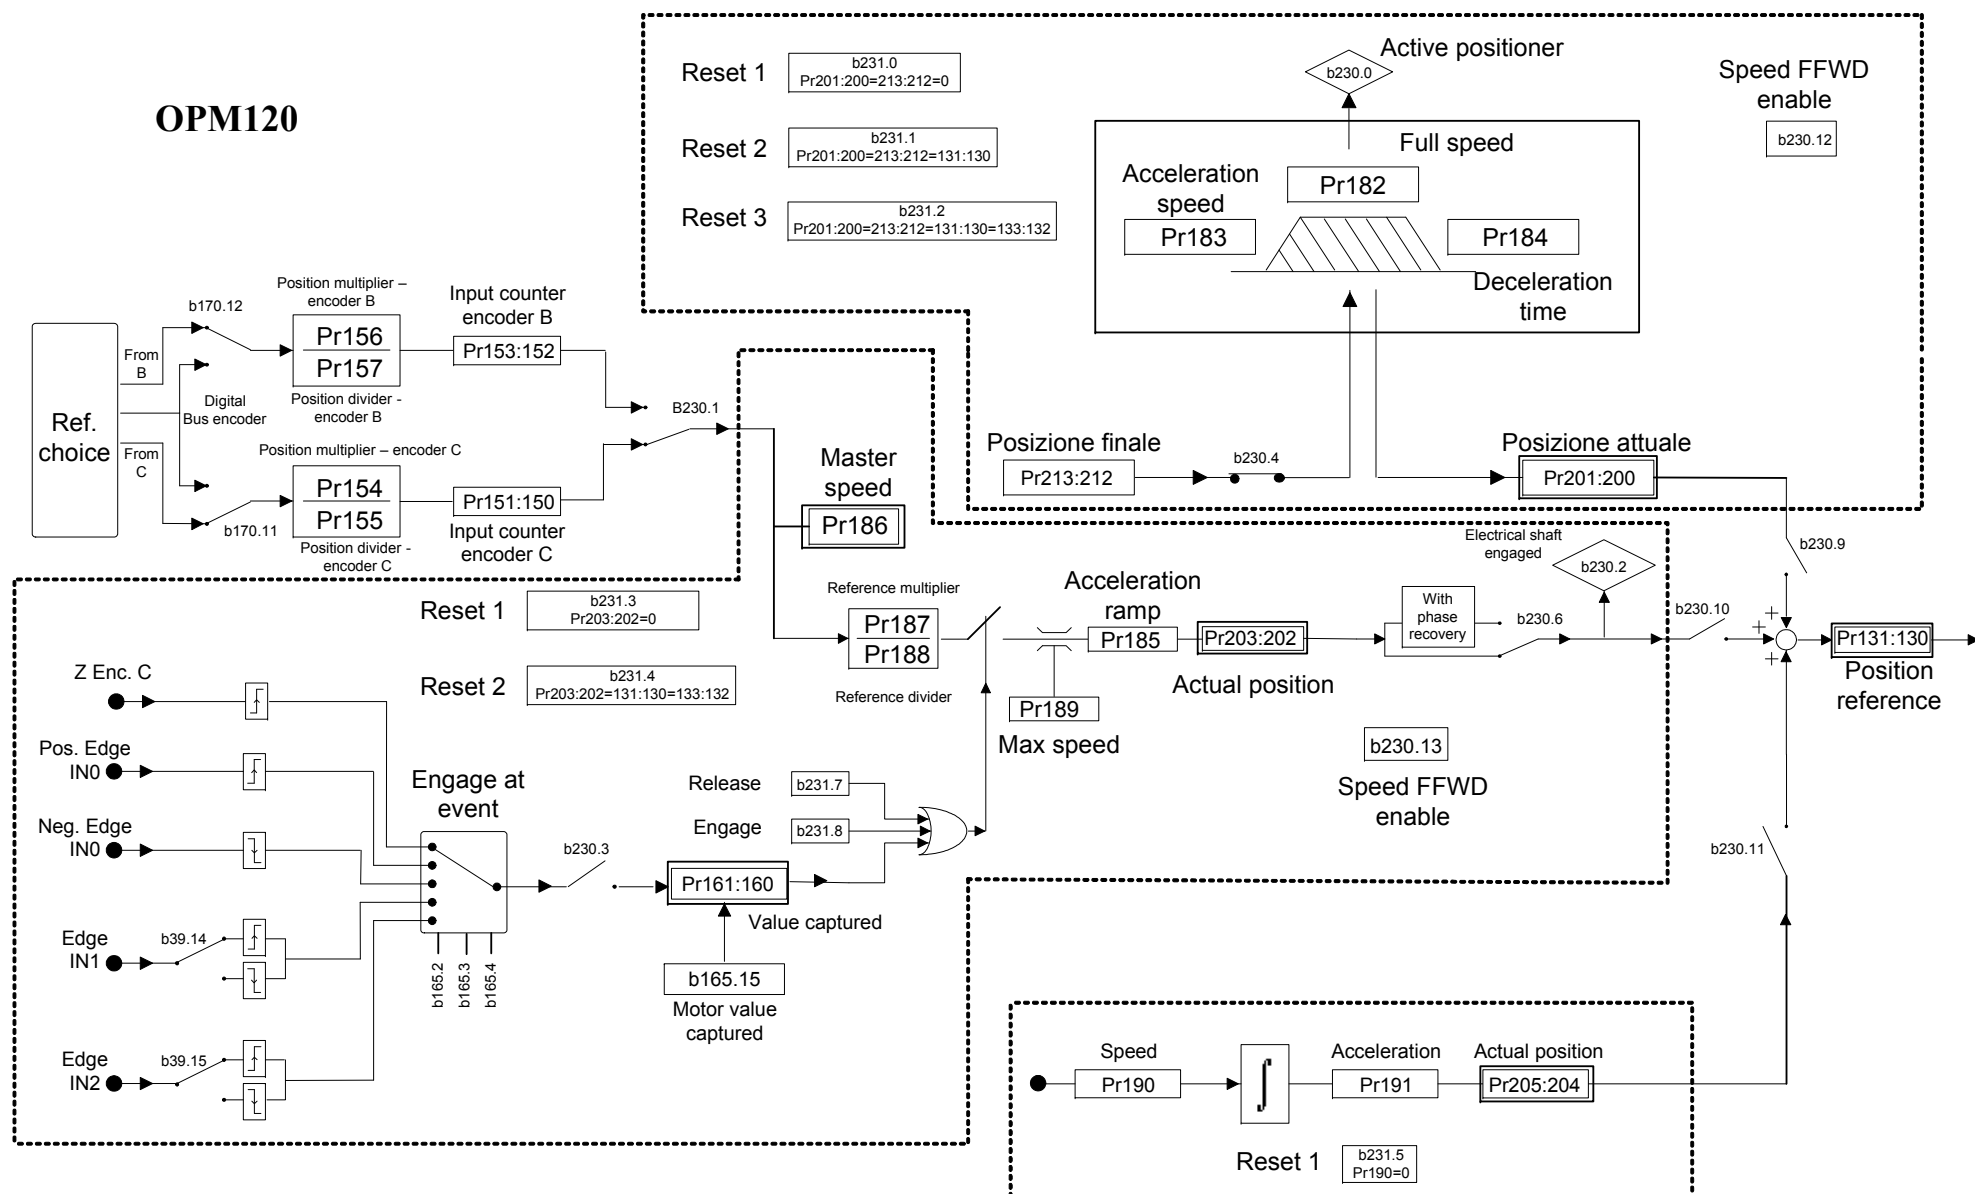 OPM120
Reset 1
b231.0
Pr201:200=213:212=0
Reset 2
b231.1
Pr201:200=213:212=131:130
Reset 3
b231.2
Pr201:200=213:212=131:130=133:132
Active positioner
b230.0
Speed FFWD
enable
b230.12
Full speed
Pr182
Acceleration
speed
Pr183
Pr184
Deceleration
time
Ref.
choice
From
B
From
C
Digital
Bus encoder
b170.12
b170.11
Position multiplier –
encoder B
Pr156
Pr157
Position divider -
encoder B
Input counter
encoder B
Pr153:152
Position multiplier – encoder C
Pr154
Pr155
Position divider -
encoder C
Pr151:150
Input counter
encoder C
B230.1
Master
speed
Pr186
Posizione finale
Pr213:212
b230.4
Posizione attuale
Pr201:200
b230.9
Reset 1
b231.3
Pr203:202=0
Reset 2
b231.4
Pr203:202=131:130=133:132
Reference multiplier
Pr187
Pr188
Reference divider
Acceleration
ramp
Pr185
Pr189
Max speed
Pr203:202
Actual position
With
phase
recovery
b230.6
Electrical shaft
engaged
b230.2
b230.10
+
+
+
Pr131:130
Position
reference
b230.13
Speed FFWD
enable
b230.11
Z Enc. C
Pos. Edge
IN0
Neg. Edge
IN0
Edge
IN1
b39.14
Edge
IN2
b39.15
Engage at
event
b165.2
b165.3
b165.4
b230.3
Release
b231.7
Engage
b231.8
Pr161:160
Value captured
b165.15
Motor value
captured
Speed
Pr190
∫
Acceleration
Pr191
Actual position
Pr205:204
Reset 1
b231.5
Pr190=0